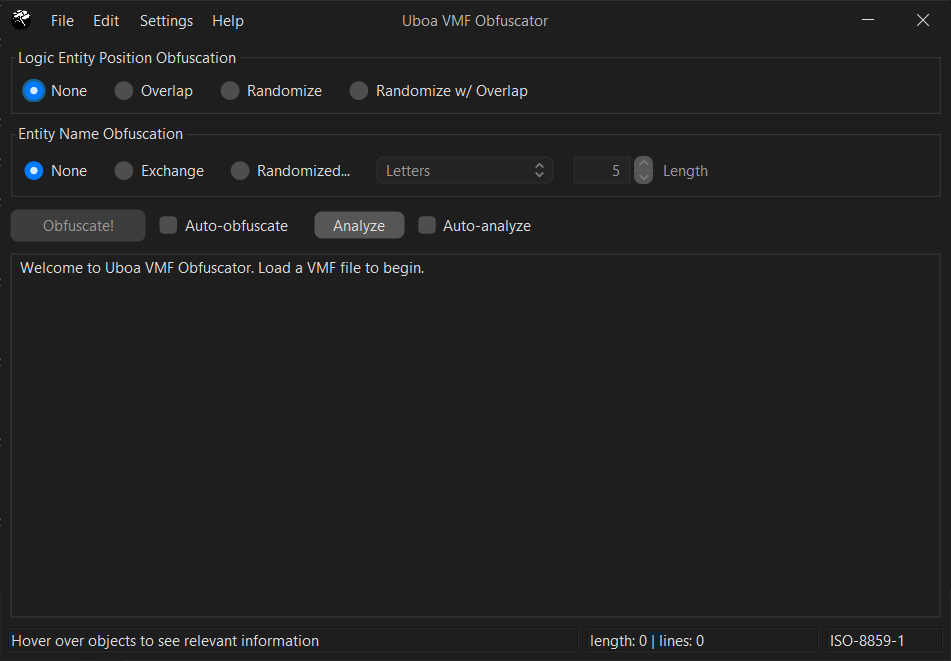 File Edit Settings Help Uboa VMF Obfuscator
Logic Entity Position Obfuscation
None Overlap Randomize Randomize w/ Overlap
Entity Name Obfuscation
None Exchange Randomized... Letters 5 Length
Obfuscate! Auto-obfuscate Analyze Auto-analyze
Welcome to Uboa VMF Obfuscator. Load a VMF file to begin.
Hover over objects to see relevant information length: 0 | lines: 0 ISO-8859-1